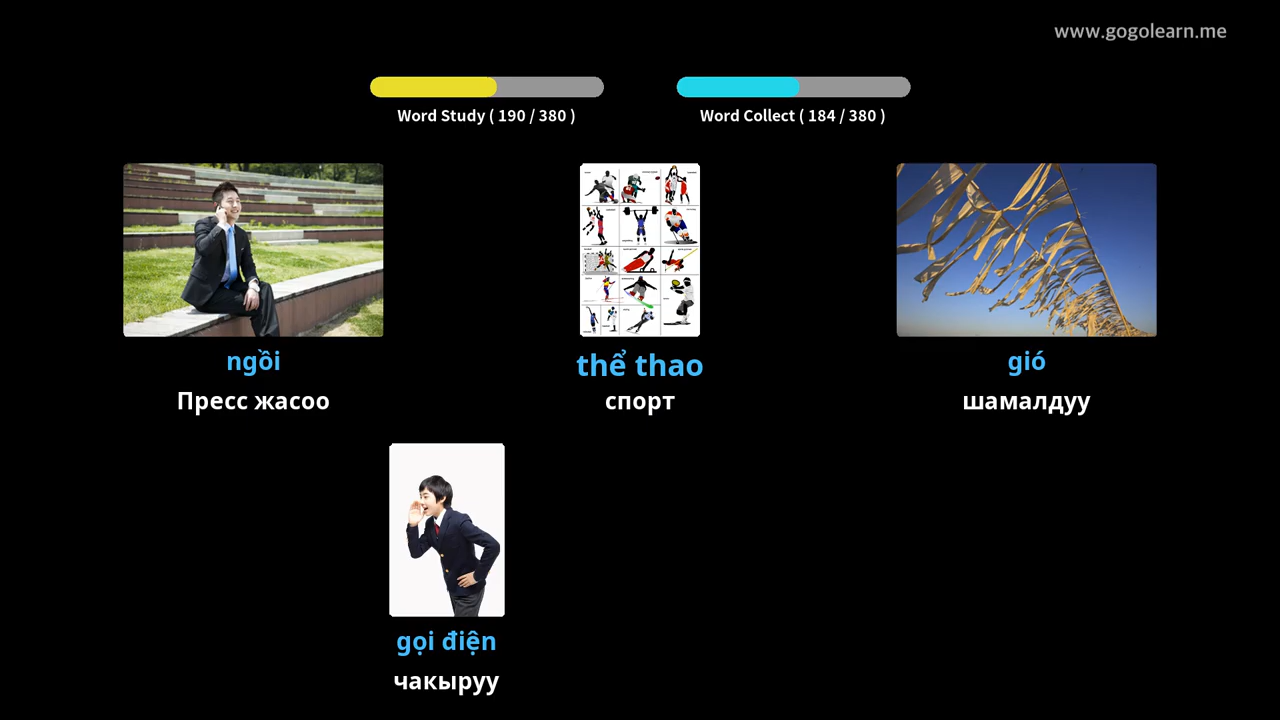 www.gogolearn.me
Word Study ( 190 / 380 )
Word Collect ( 184 / 380 )
ngồi
Пресс жасоо
thể thao
спорт
gió
шамалдуу
gọi điện
чакыруу